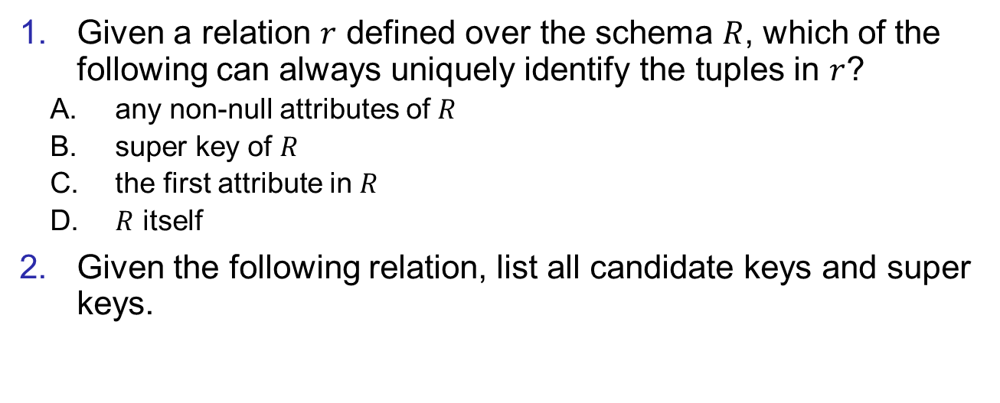 1. Given a relation r defined over the schema R, which of the
following can always uniquely identify the tuples in r?
A. any non-null attributes of R
B. super key of R
C. the first attribute in R
D. R itself
2. Given the following relation, list all candidate keys and super
keys.